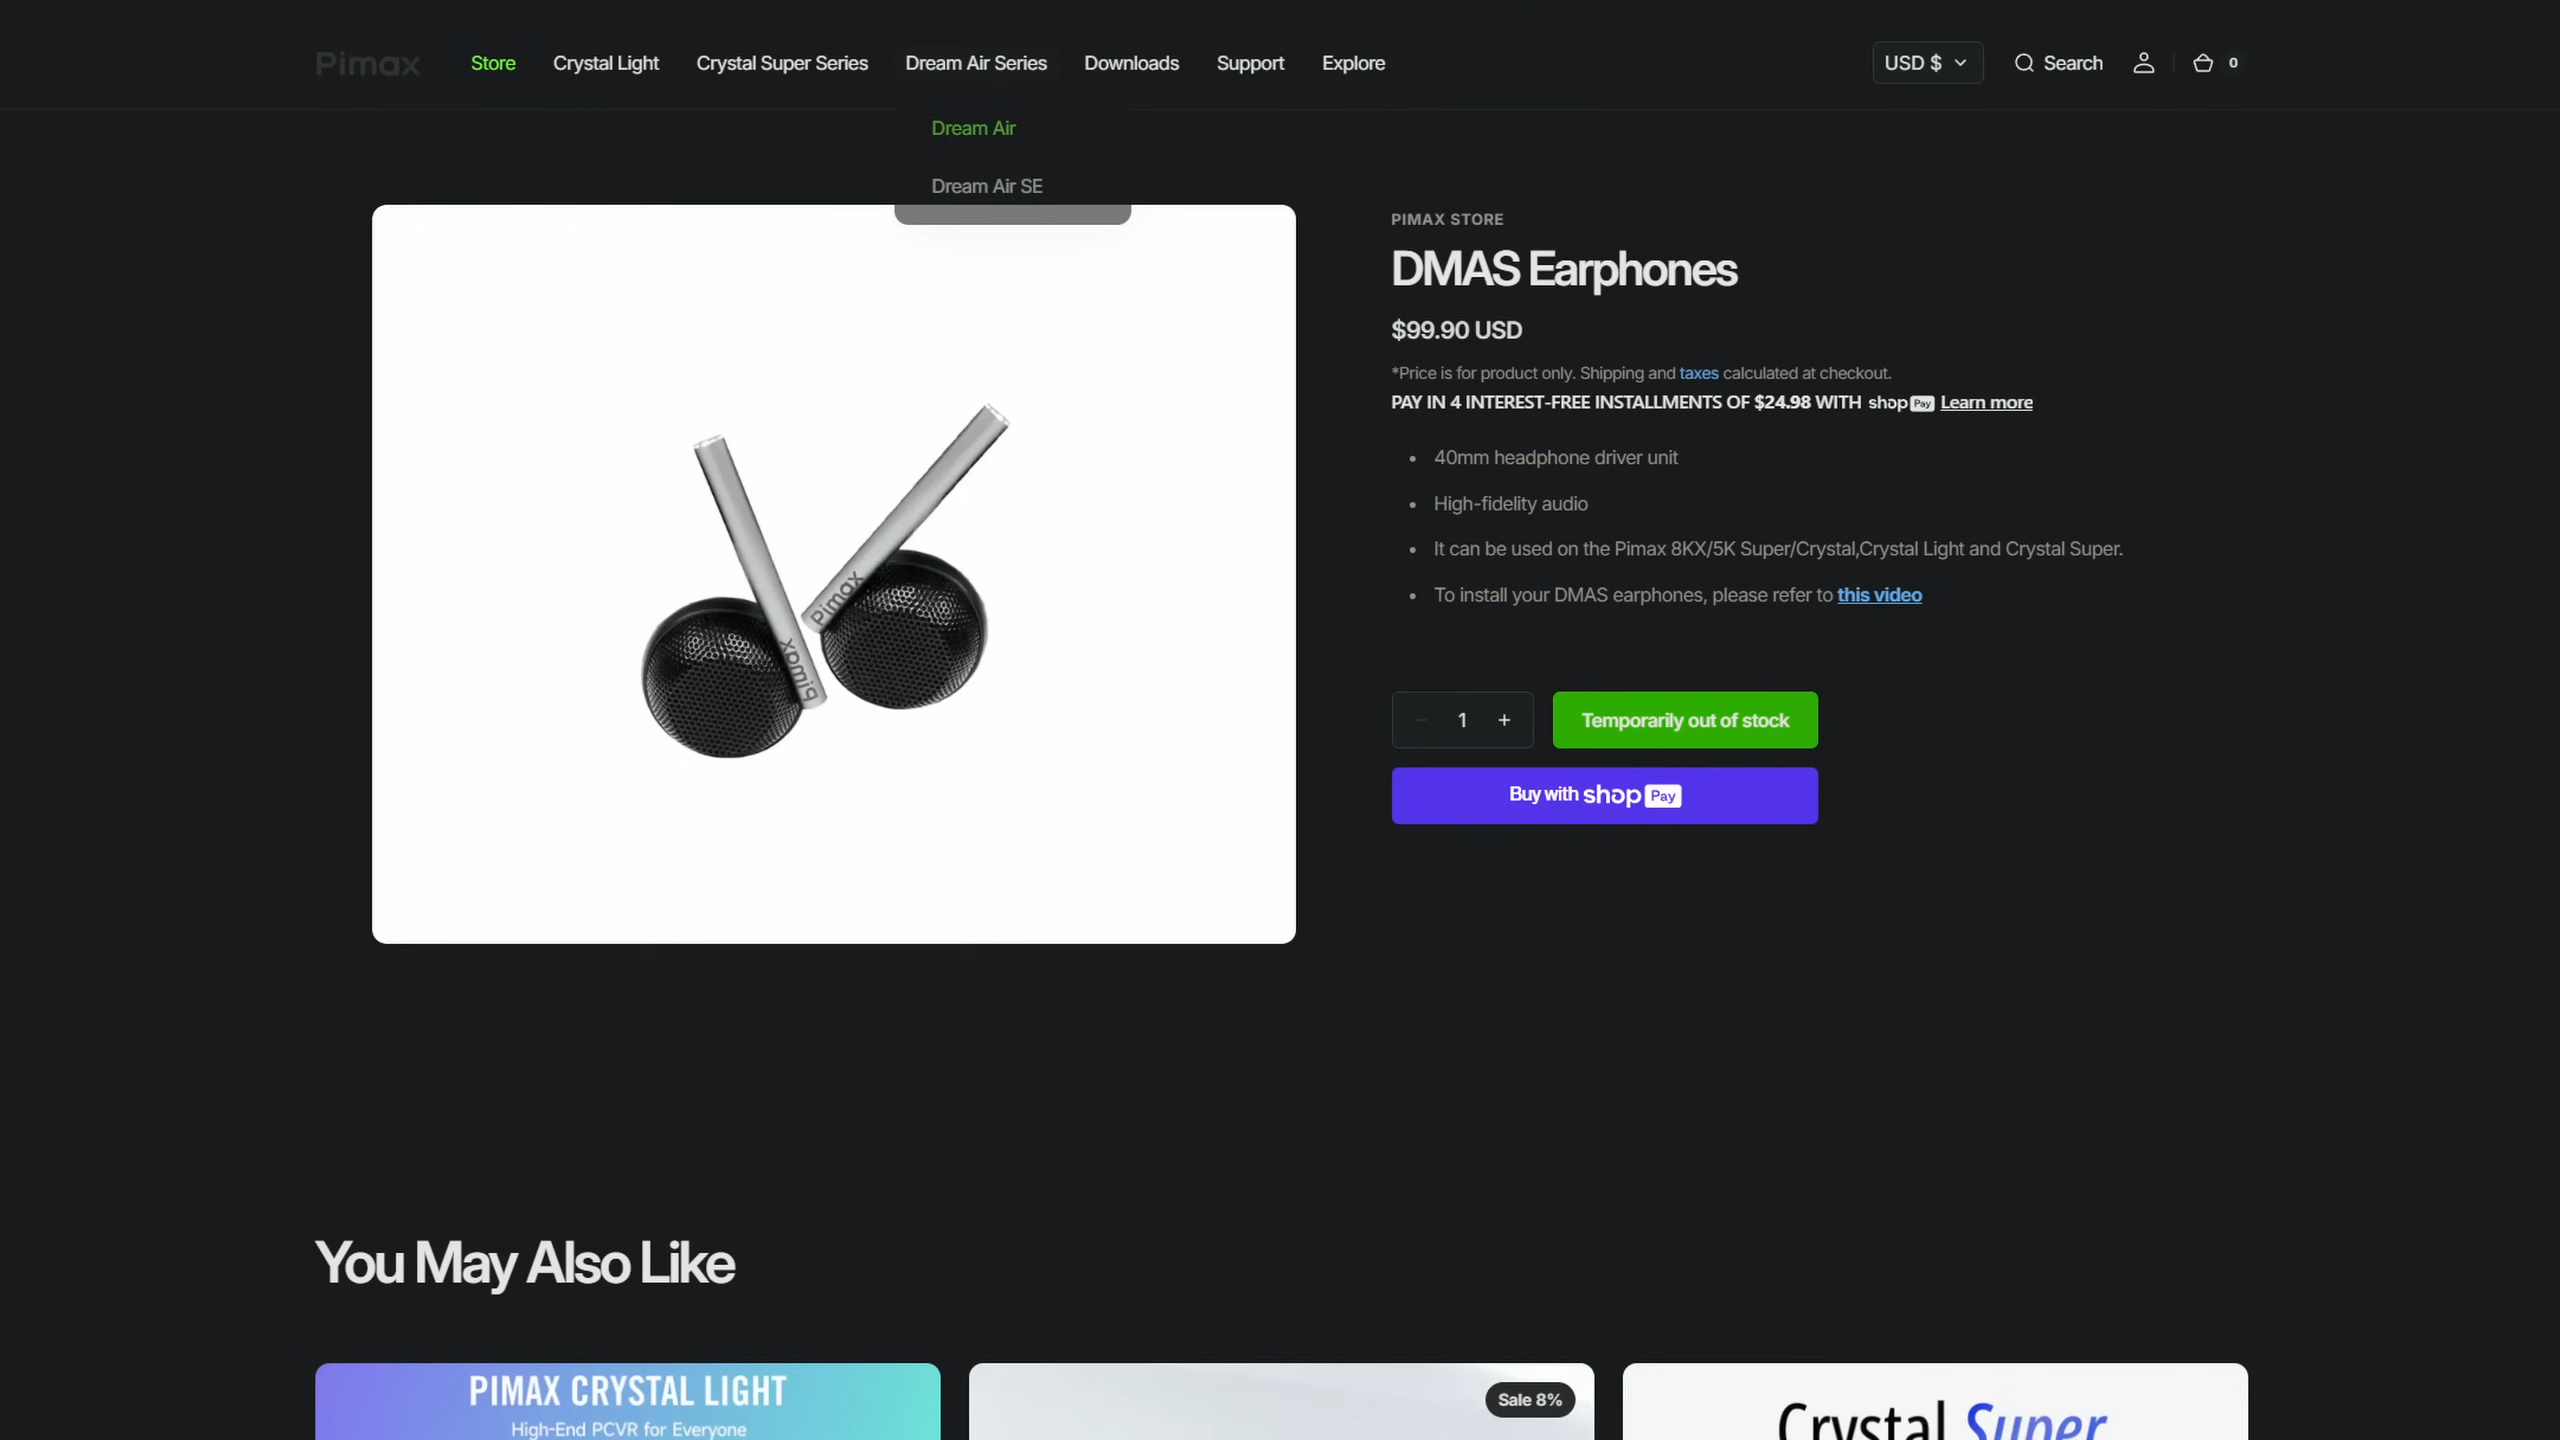 Pimax
Store
Crystal Light
Crystal Super Series
Dream Air Series
Downloads
Support
Explore
USD $
Search
0
Dream Air
Dream Air SE
Pimax
Pimax
PIMAX STORE
DMAS Earphones
$99.90 USD
*Price is for product only. Shipping and taxes calculated at checkout.
PAY IN 4 INTEREST-FREE INSTALLMENTS OF $24.98 WITH shop Pay Learn more
40mm headphone driver unit
High-fidelity audio
It can be used on the Pimax 8KX/5K Super/Crystal,Crystal Light and Crystal Super.
To install your DMAS earphones, please refer to this video
1
Temporarily out of stock
Buy with shop Pay
You May Also Like
PIMAX CRYSTAL LIGHT
High-End PCVR for Everyone
Sale 8%
Crystal Super